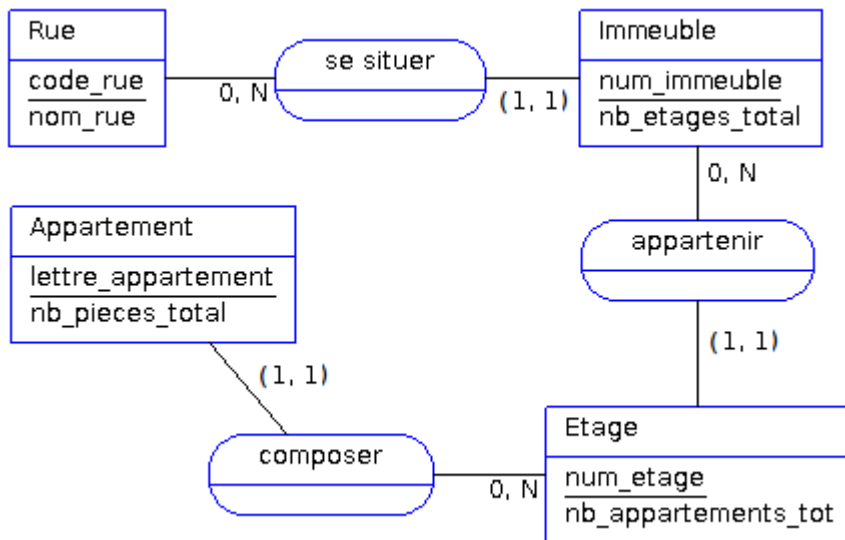 Rue
code_rue
nom_rue
0, N
se situer
(1, 1)
Immeuble
num_immeuble
nb_etages_total
0, N
appartenir
(1, 1)
Appartement
lettre_appartement
nb_pieces_total
(1, 1)
composer
0, N
Etage
num_etage
nb_appartements_tot